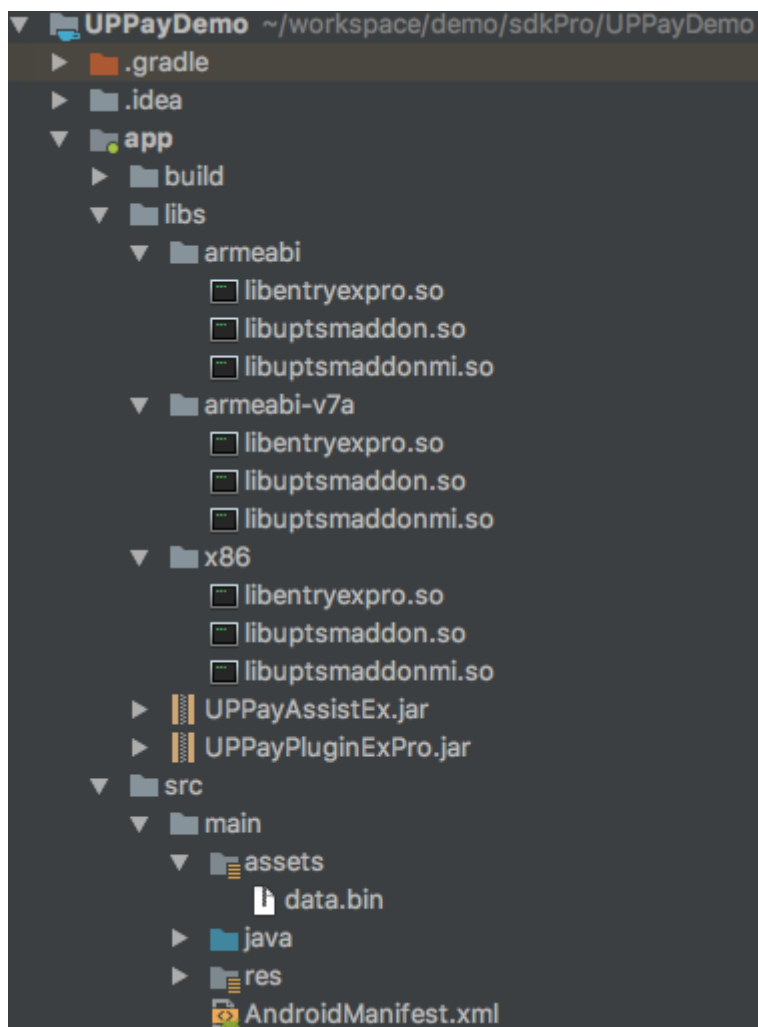 UPPayDemo ~/workspace/demo/sdkPro/UPPayDemo
.gradle
.idea
app
build
libs
armeabi
libentryexpro.so
libuptsmaddon.so
libuptsmaddonmi.so
armeabi-v7a
libentryexpro.so
libuptsmaddon.so
libuptsmaddonmi.so
x86
libentryexpro.so
libuptsmaddon.so
libuptsmaddonmi.so
UPPayAssistEx.jar
UPPayPluginExPro.jar
src
main
assets
data.bin
java
res
AndroidManifest.xml